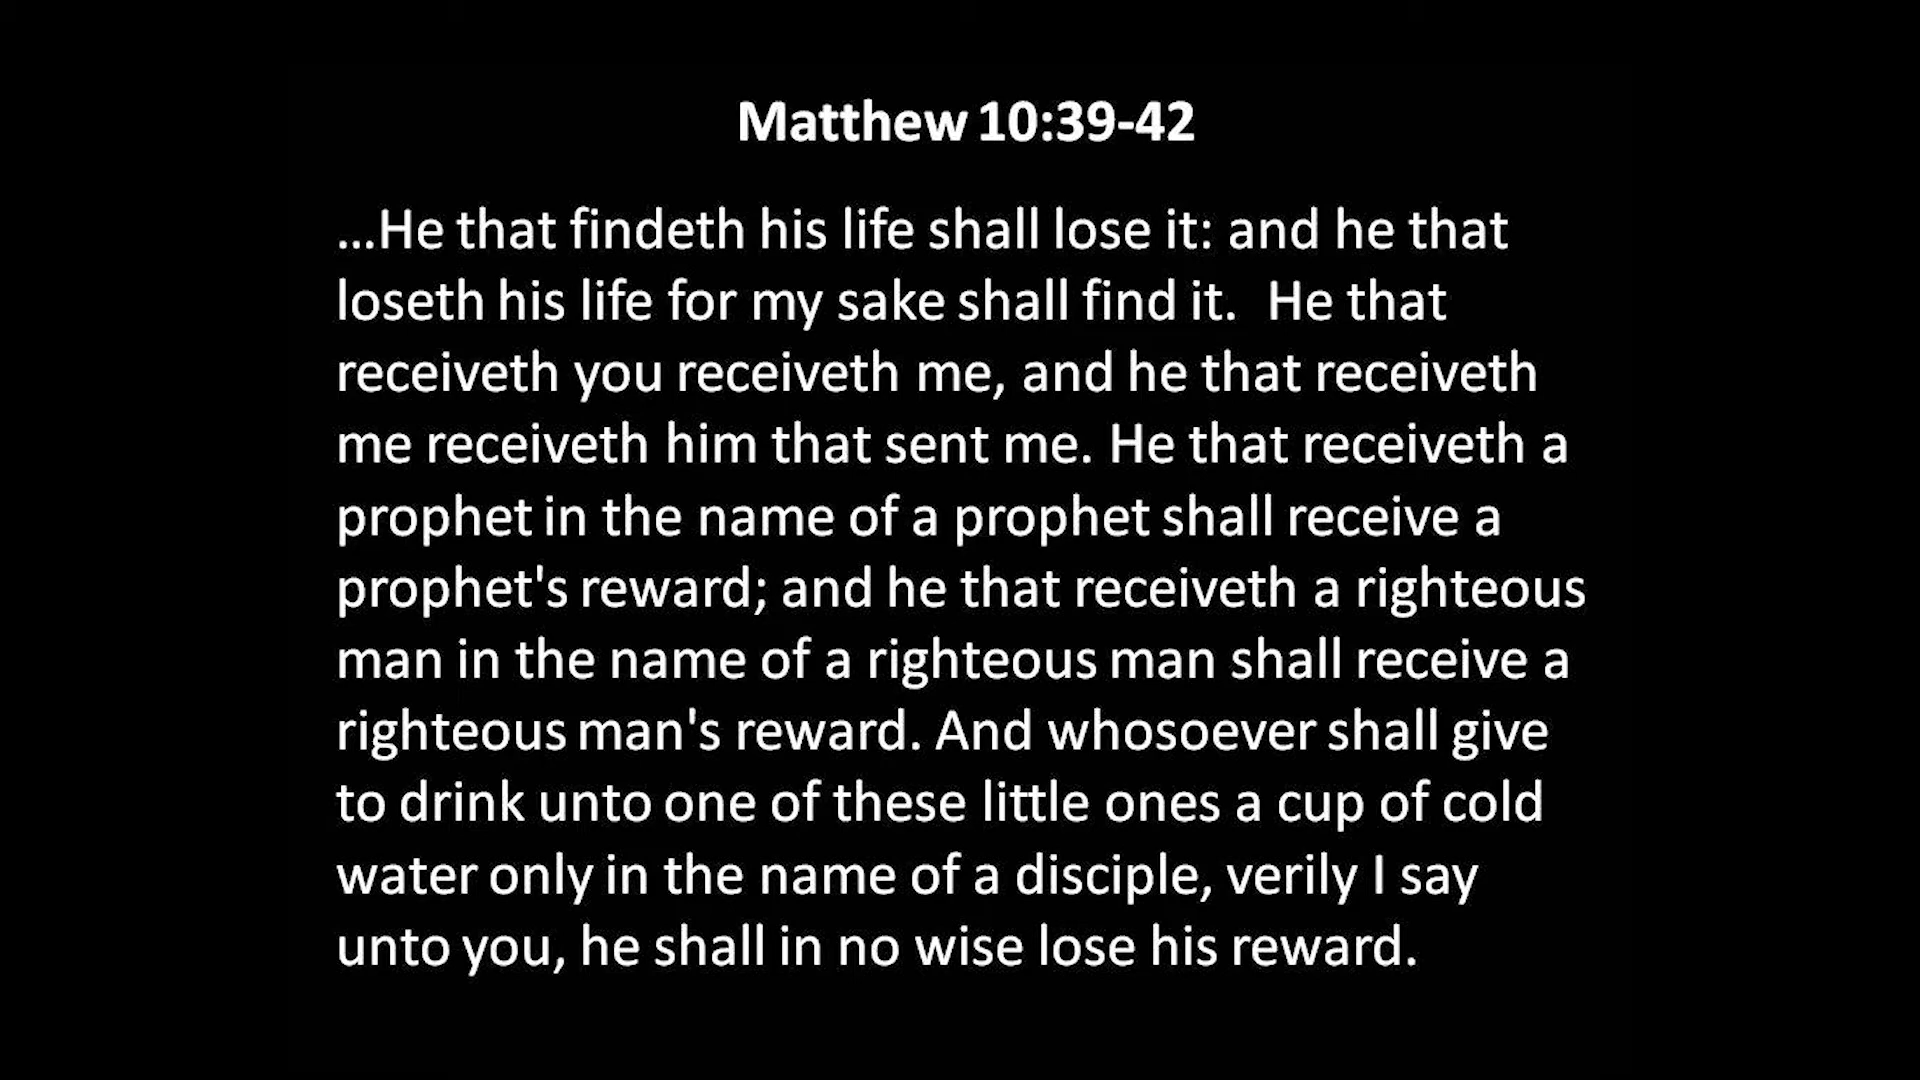 Matthew 10:39-42
...He that findeth his life shall lose it: and he that
loseth his life for my sake shall find it.  He that
receiveth you receiveth me, and he that receiveth
me receiveth him that sent me. He that receiveth a
prophet in the name of a prophet shall receive a
prophet's reward; and he that receiveth a righteous
man in the name of a righteous man shall receive a
righteous man's reward. And whosoever shall give
to drink unto one of these little ones a cup of cold
water only in the name of a disciple, verily I say
unto you, he shall in no wise lose his reward.